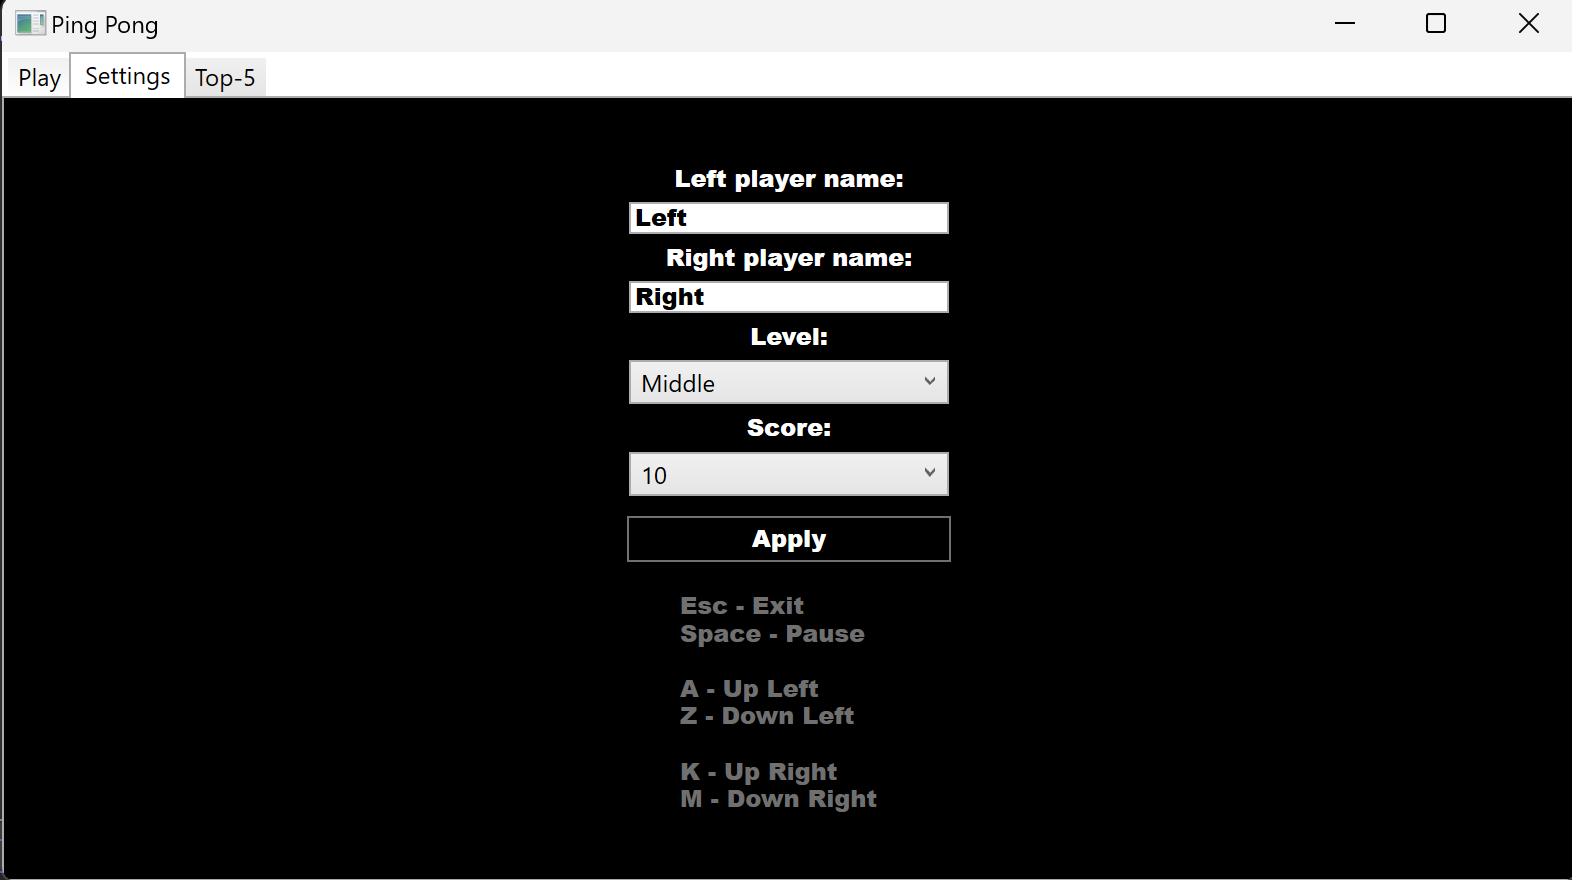 Ping Pong
Play Settings Top-5
Left player name:
Left
Right player name:
Right
Level:
Middle
Score:
10
Apply
Esc - Exit
Space - Pause
A - Up Left
Z - Down Left
K - Up Right
M - Down Right